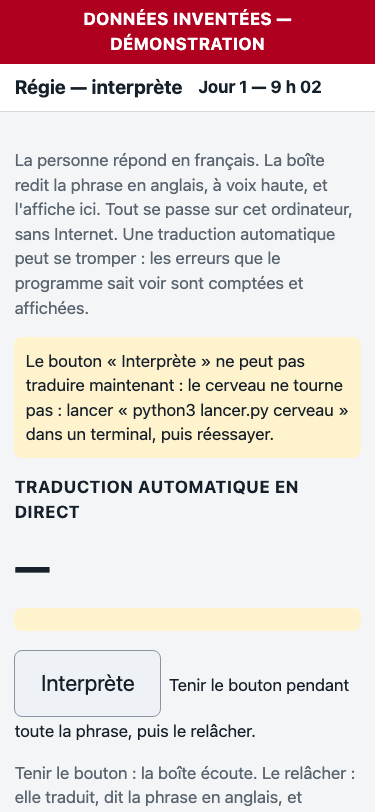 DONNÉES INVENTÉES —
DÉMONSTRATION
Régie — interprète Jour 1 — 9 h 02
La personne répond en français. La boîte
redit la phrase en anglais, à voix haute, et
l'affiche ici. Tout se passe sur cet ordinateur,
sans Internet. Une traduction automatique
peut se tromper : les erreurs que le
programme sait voir sont comptées et
affichées.
Le bouton « Interprète » ne peut pas
traduire maintenant : le cerveau ne tourne
pas : lancer « python3 lancer.py cerveau »
dans un terminal, puis réessayer.
TRADUCTION AUTOMATIQUE EN
DIRECT
—
Interprète Tenir le bouton pendant
toute la phrase, puis le relâcher.
Tenir le bouton : la boîte écoute. Le relâcher :
elle traduit, dit la phrase en anglais, et